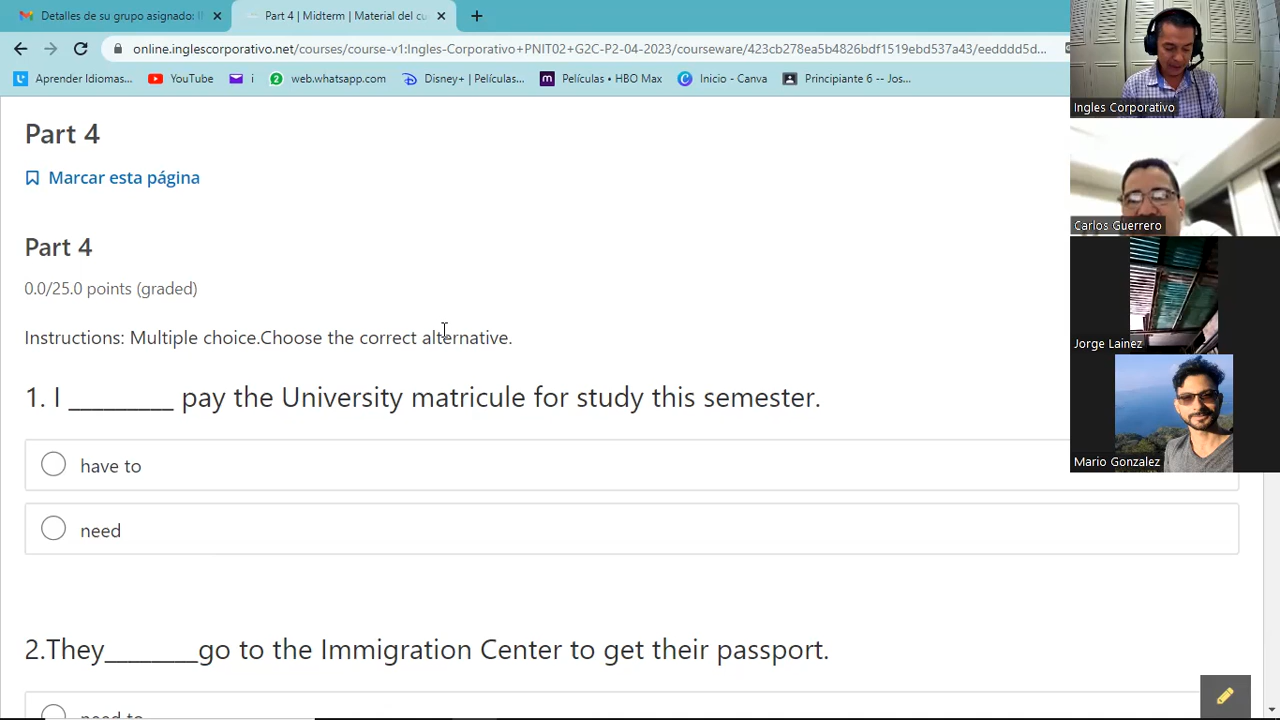 Detalles de su grupo asignado: I
Part 4 | Midterm | Material del cu
online.inglescorporativo.net/courses/course-v1:Ingles-Corporativo+PNIT02+G2C-P2-04-2023/courseware/423cb278ea5b4826bdf1519ebd537a43/eedddd5d...
Aprender Idiomas...
YouTube
i
web.whatsapp.com
Disney+ | Películas...
Películas • HBO Max
Inicio - Canva
Principiante 6 -- Jos...
Part 4
Marcar esta página
Part 4
0.0/25.0 points (graded)
Instructions: Multiple choice.Choose the correct alternative.
1. I _________ pay the University matricule for study this semester.
have to
need
2.They________go to the Immigration Center to get their passport.
need to
Ingles Corporativo
Carlos Guerrero
Jorge Lainez
Mario Gonzalez